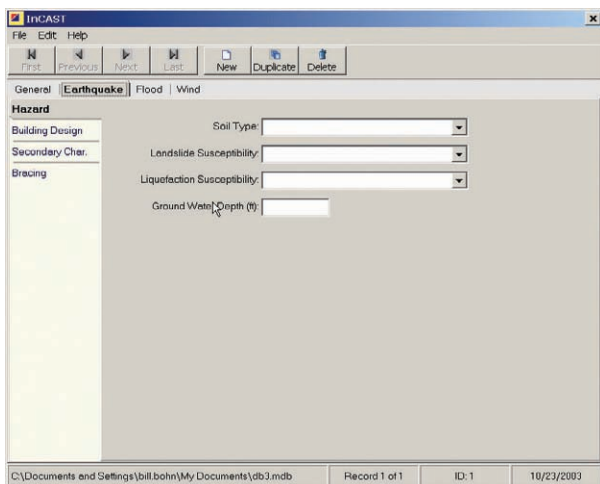 InCAST
File Edit Help
First Previous Next Last New Duplicate Delete
General Earthquake Flood Wind
Hazard
Building Design
Secondary Char.
Bracing
Soil Type:
Landslide Susceptibility:
Liquefaction Susceptibility:
Ground Water Depth (ft):
C:\Documents and Settings\bill.bohn\My Documents\db3.mdb Record 1 of 1 ID: 1 10/23/2003